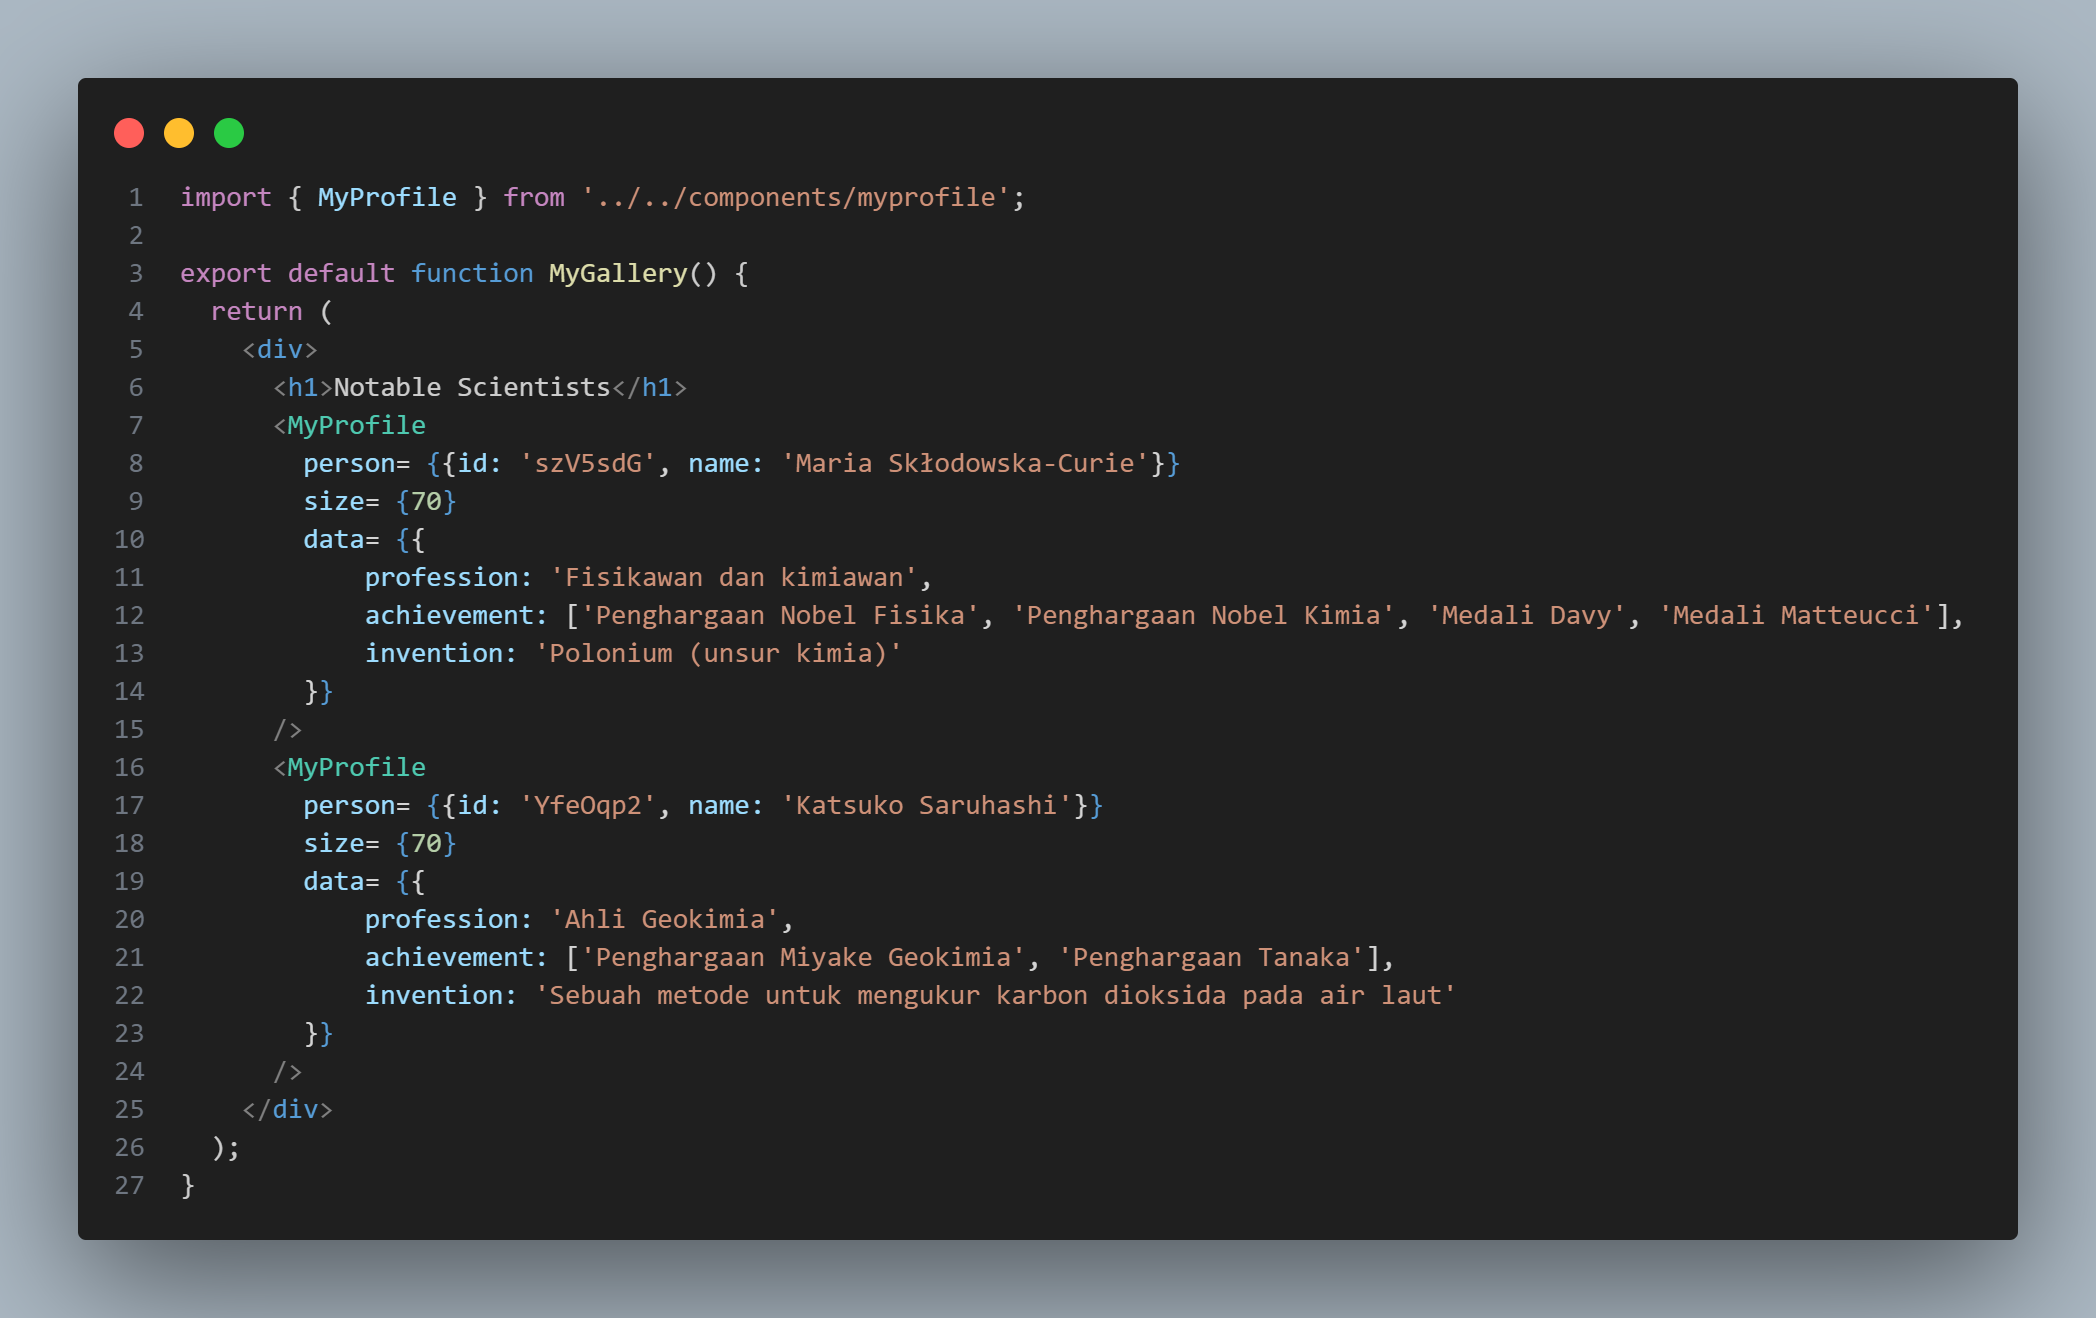 1 import { MyProfile } from '../../components/myprofile';
2
3 export default function MyGallery() {
4   return (
5     <div>
6       <h1>Notable Scientists</h1>
7       <MyProfile
8         person= {{id: 'szV5sdG', name: 'Maria Skłodowska-Curie'}}
9         size= {70}
10         data= {{
11             profession: 'Fisikawan dan kimiawan',
12             achievement: ['Penghargaan Nobel Fisika', 'Penghargaan Nobel Kimia', 'Medali Davy', 'Medali Matteucci'],
13             invention: 'Polonium (unsur kimia)'
14         }}
15       />
16       <MyProfile
17         person= {{id: 'YfeOqp2', name: 'Katsuko Saruhashi'}}
18         size= {70}
19         data= {{
20             profession: 'Ahli Geokimia',
21             achievement: ['Penghargaan Miyake Geokimia', 'Penghargaan Tanaka'],
22             invention: 'Sebuah metode untuk mengukur karbon dioksida pada air laut'
23         }}
24       />
25     </div>
26   );
27 }